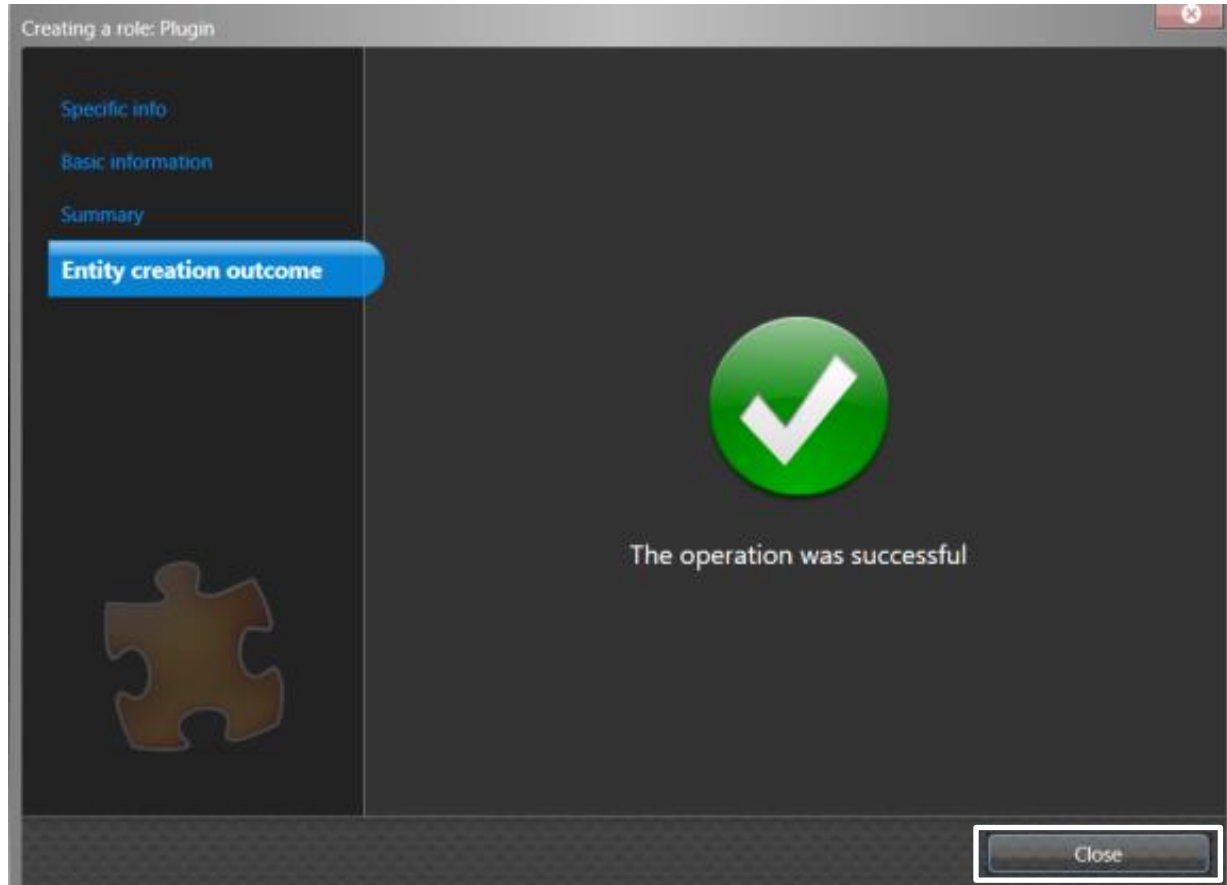 Creating a role: Plugin
Specific info
Basic information
Summary
Entity creation outcome
The operation was successful
Close